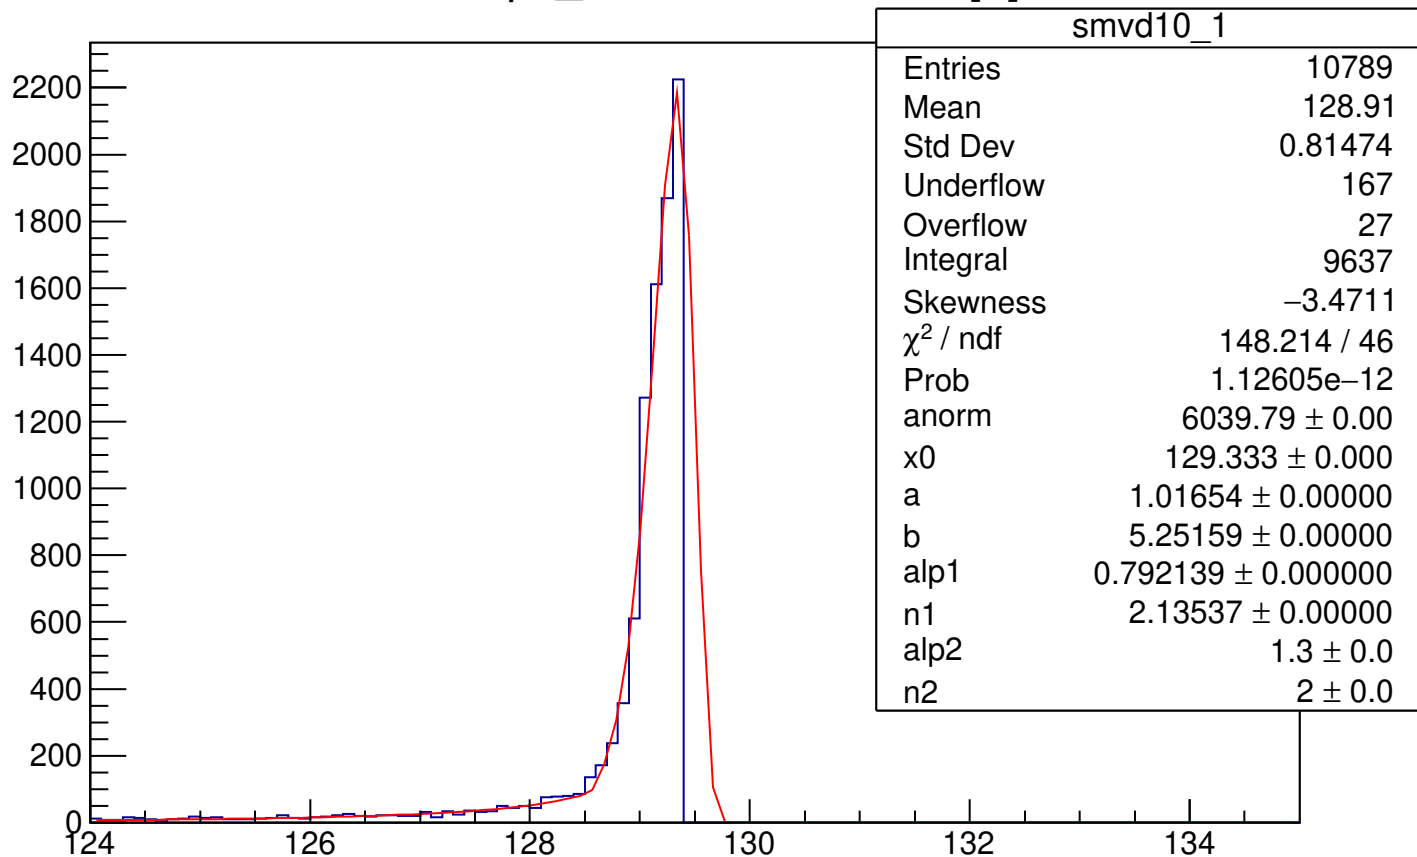 smvd10_1
Entries 10789
Mean 128.91
Std Dev 0.81474
Underflow 167
Overflow 27
Integral 9637
Skewness −3.4711
χ² / ndf 148.214 / 46
Prob 1.12605e−12
anorm 6039.79 ± 0.00
x0 129.333 ± 0.000
a 1.01654 ± 0.00000
b 5.25159 ± 0.00000
alp1 0.792139 ± 0.000000
n1 2.13537 ± 0.00000
alp2 1.3 ± 0.0
n2 2 ± 0.0
2200
2000
1800
1600
1400
1200
1000
800
600
400
200
0
124 126 128 130 132 134